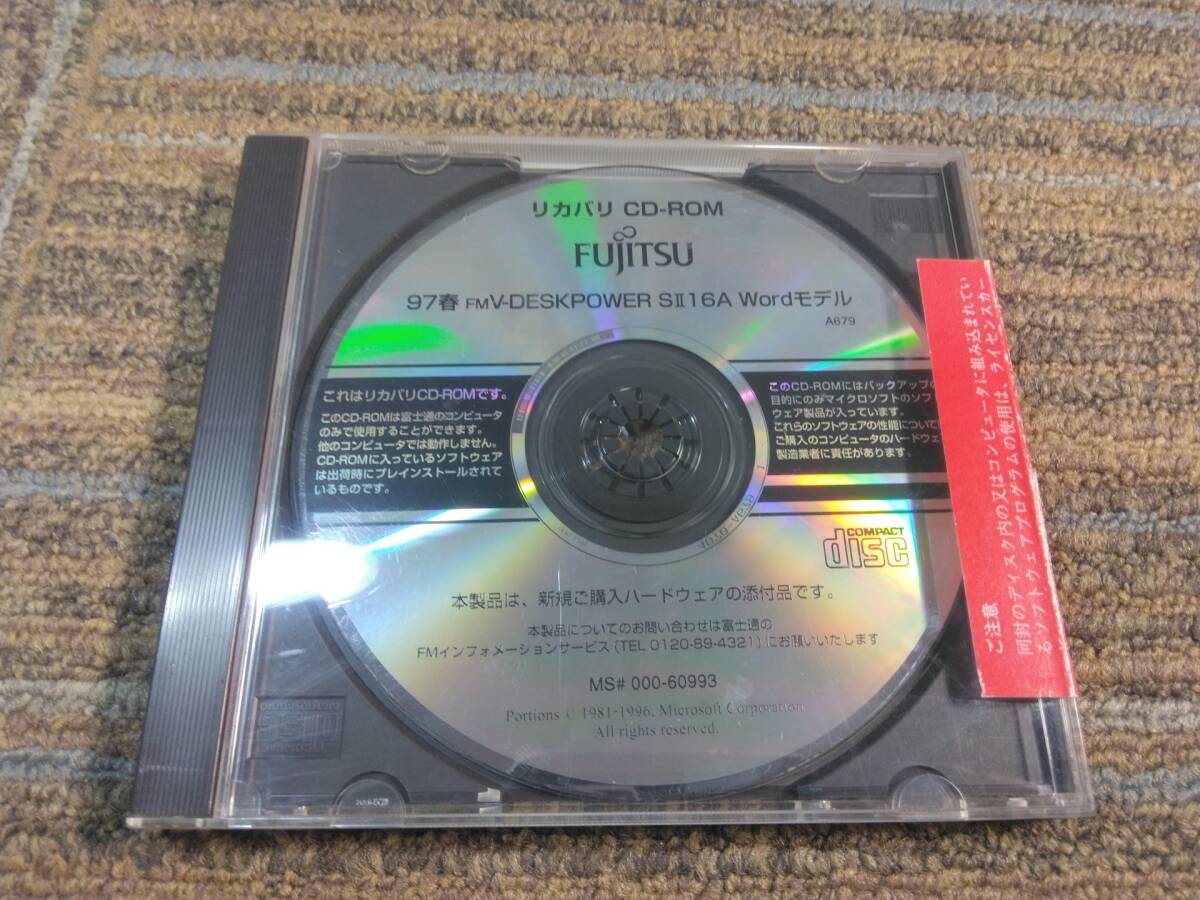 リカバリ CD-ROM
FUJITSU
97春 FMV-DESKPOWER SⅡ16A Wordモデル
A679
これはリカバリCD-ROMです。
このCD-ROMは富士通のコンピュータ
のみで使用することができます。
他のコンピュータでは動作しません。
CD-ROMに入っているソフトウェア
は出荷時にプレインストールされて
いるものです。
このCD-ROMにはバックアップの
目的にのみマイクロソフトのソフ
ウェア製品が入っています。
これらのソフトウェアの性能について
ご購入のコンピュータのハードウェ
製造業者に責任があります。
COMPACT
disc
本製品は、新規ご購入ハードウェアの添付品です。
本製品についてのお問い合わせは富士通の
FMインフォメーションサービス（TEL 0120-89-4321）にお願いいたします
MS# 000-60993
Portions © 1981-1996, Microsoft Corporation
All rights reserved.
ご注意
同封のディスク内の又はコンピュータに組み込まれてい
るソフトウェアプログラムの使用は、ライセンスカー